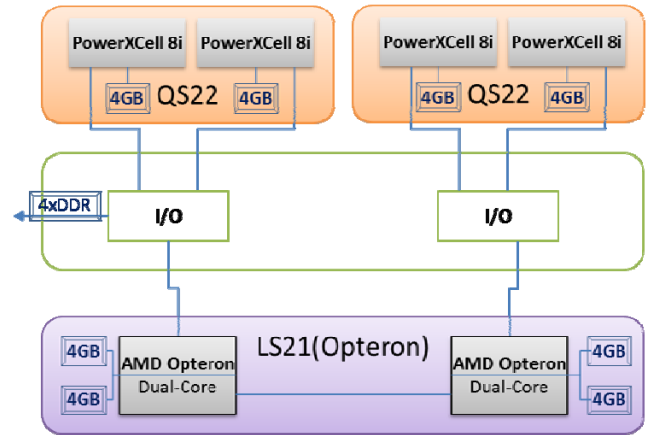 PowerXCell 8i PowerXCell 8i
PowerXCell 8i PowerXCell 8i
4GB QS22 4GB
4GB QS22 4GB
4xDDR
I/O
I/O
LS21(Opteron)
4GB
AMD Opteron
Dual-Core
4GB
AMD Opteron
Dual-Core
4GB
4GB